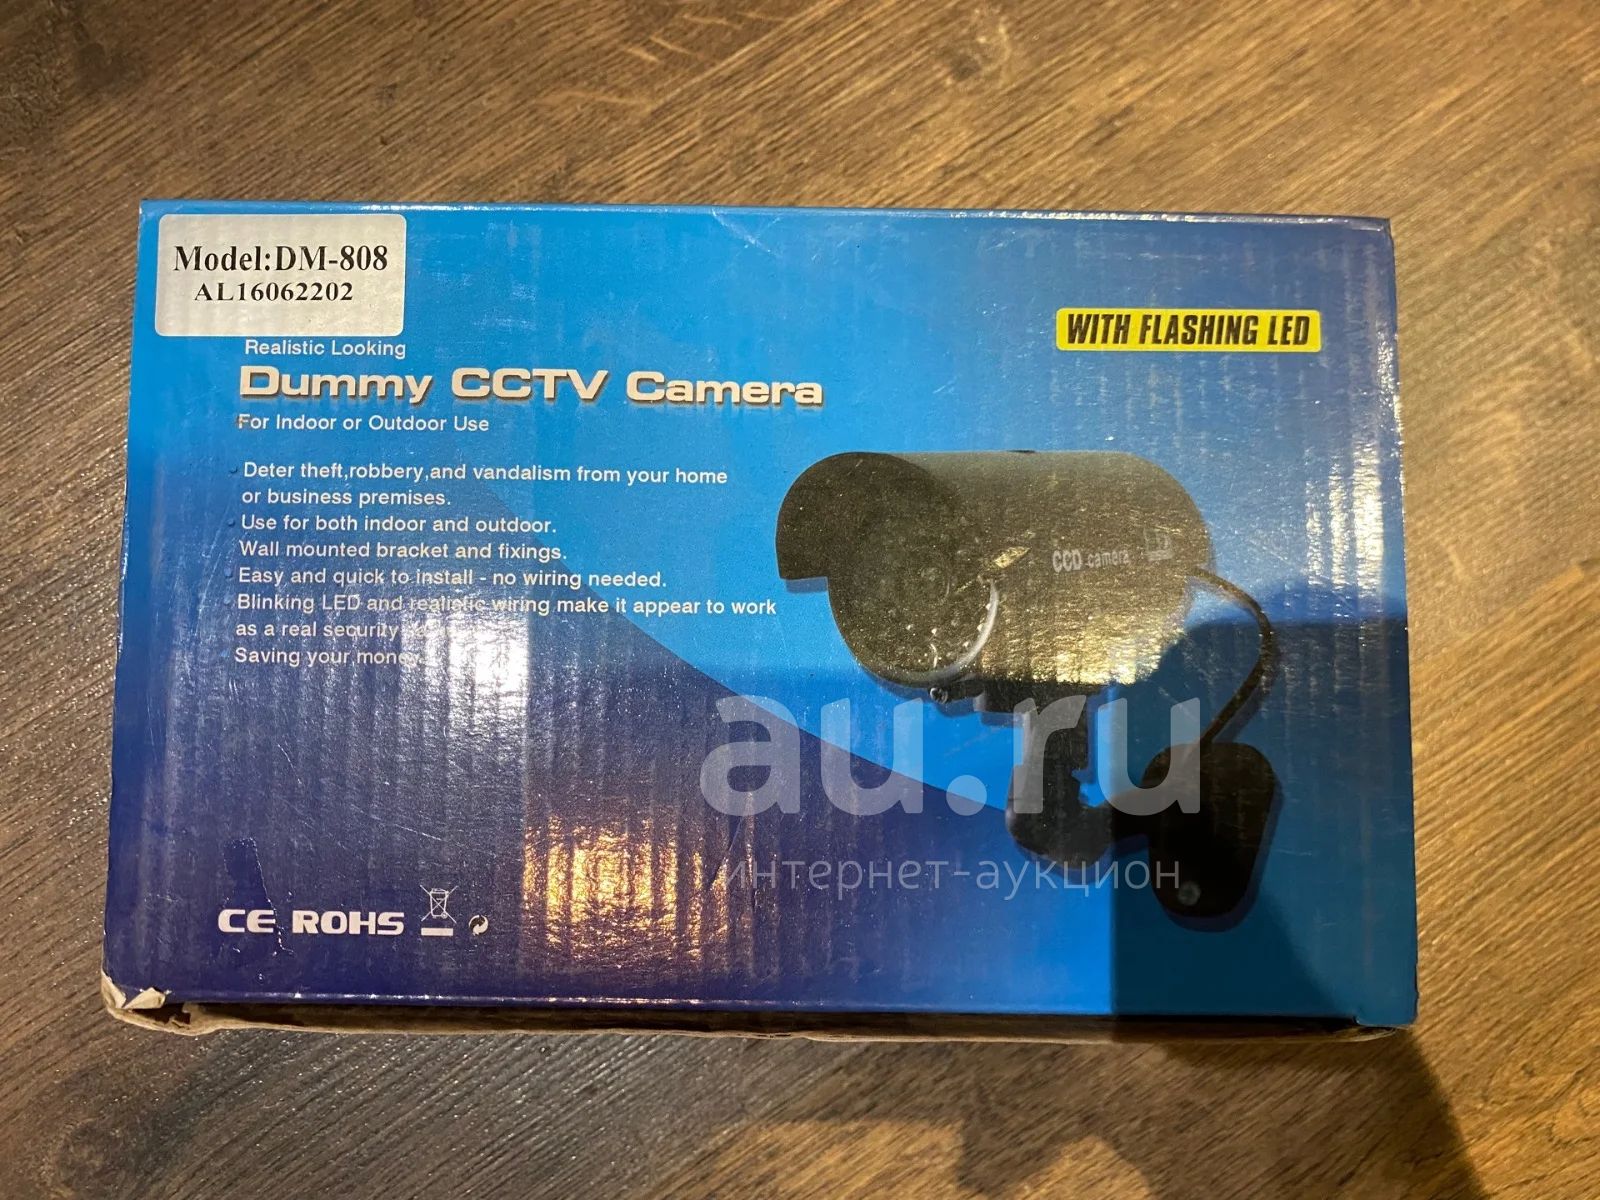 Model:DM-808
AL16062202
WITH FLASHING LED
Realistic Looking
Dummy CCTV Camera
For Indoor or Outdoor Use
Deter theft,robbery,and vandalism from your home
or business premises.
Use for both indoor and outdoor.
Wall mounted bracket and fixings.
Easy and quick to install - no wiring needed.
Blinking LED and realistic wiring make it appear to work
as a real security
Saving your money.
CCD camera
au.ru
интернет-аукцион
CE ROHS